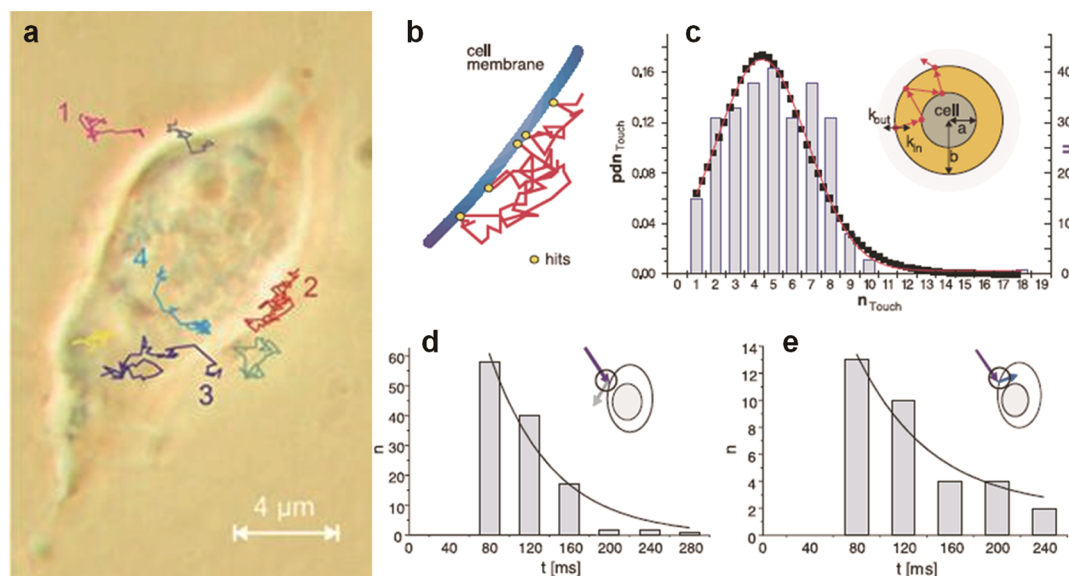 a
1
2
3
4
4 µm
b
cell
membrane
hits
c
pdn Touch
0,16
0,12
0,08
0,04
0,00
0 1 2 3 4 5 6 7 8 9 10 11 12 13 14 15 16 17 18 19
n Touch
40
30
20
10
0
cell
a
b
k out
k in
d
n
60
50
40
30
20
10
0
0 40 80 120 160 200 240 280
t [ms]
e
n
14
12
10
8
6
4
2
0
0 40 80 120 160 200 240
t [ms]